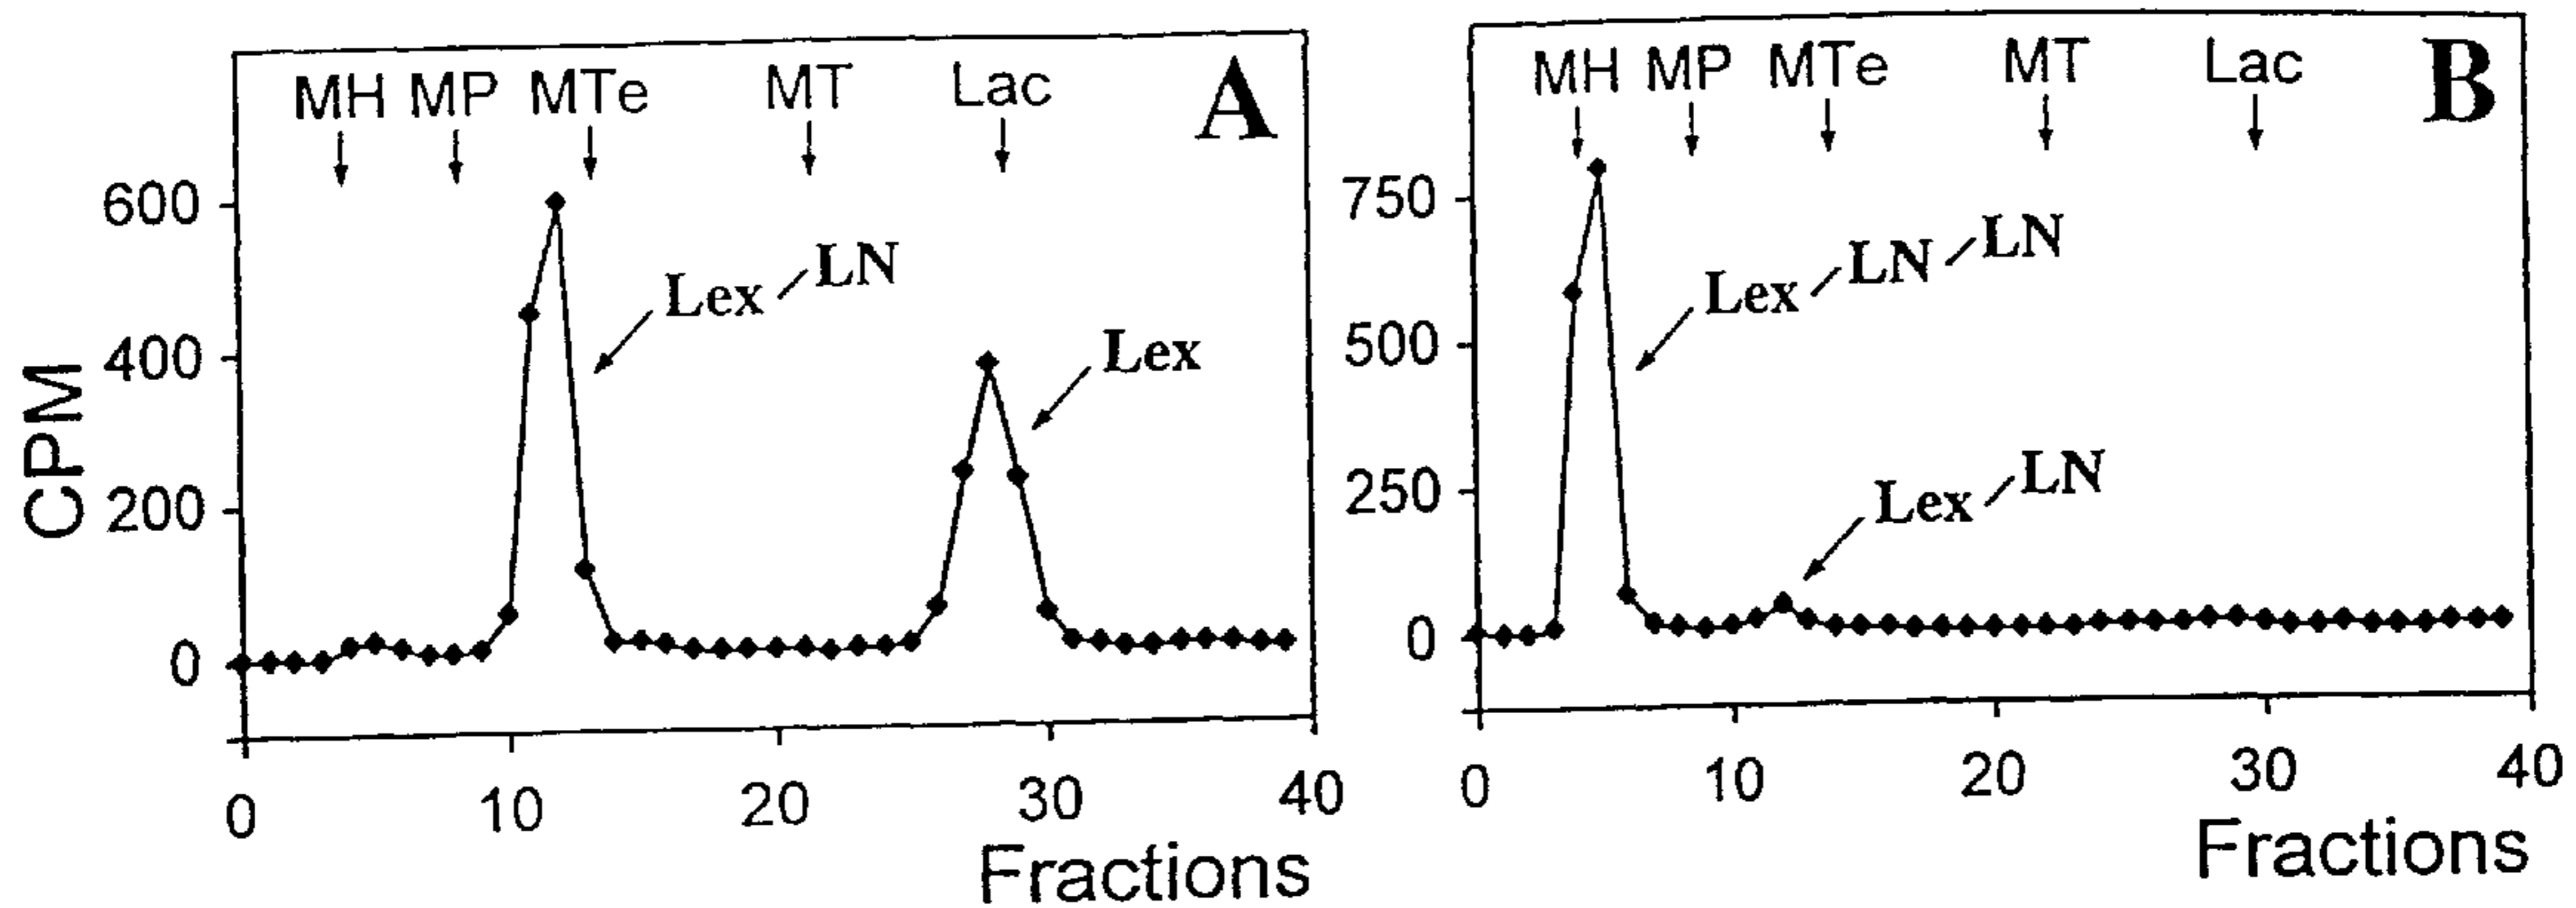 MH MP MTe MT Lac A
600
400
200
0
CPM
Lex LN
Lex
0 10 20 30 40
Fractions
MH MP MTe MT Lac B
750
500
250
0
Lex LN LN
Lex LN
0 10 20 30 40
Fractions